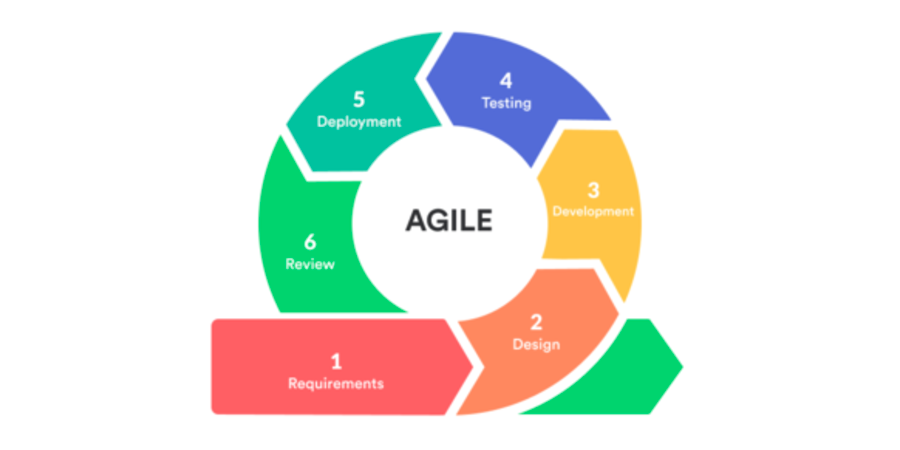 1
Requirements
2
Design
3
Development
4
Testing
5
Deployment
6
Review
AGILE